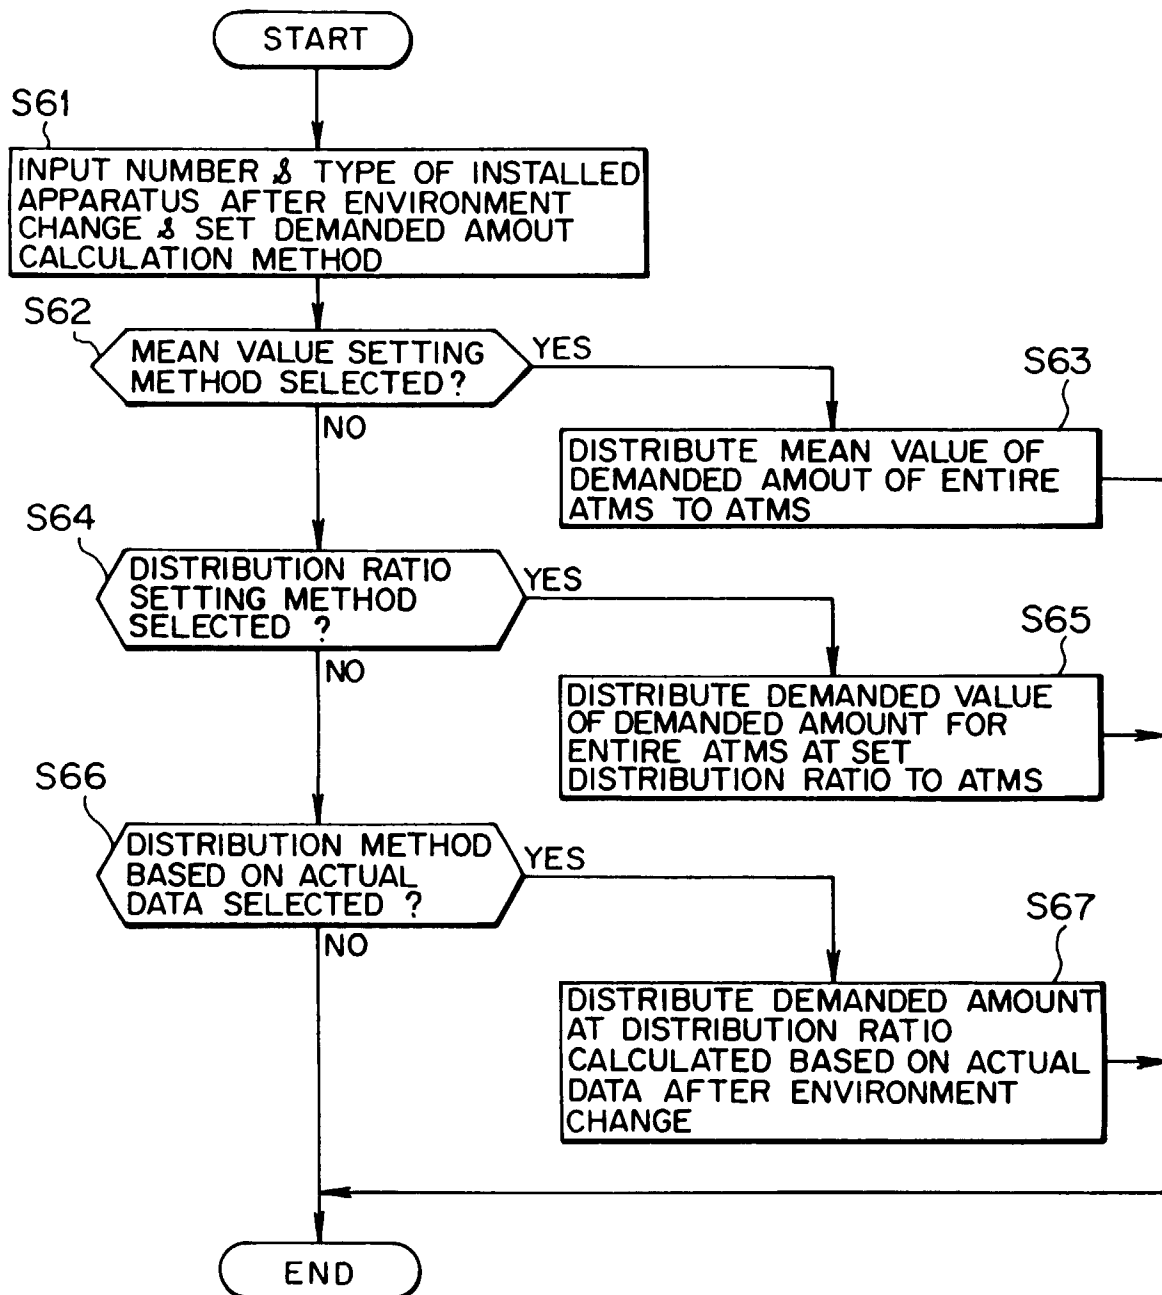 START
S61
INPUT NUMBER & TYPE OF INSTALLED
APPARATUS AFTER ENVIRONMENT
CHANGE & SET DEMANDED AMOUT
CALCULATION METHOD
S62
MEAN VALUE SETTING
METHOD SELECTED?
YES
NO
S63
DISTRIBUTE MEAN VALUE OF
DEMANDED AMOUT OF ENTIRE
ATMS TO ATMS
S64
DISTRIBUTION RATIO
SETTING METHOD
SELECTED ?
YES
NO
S65
DISTRIBUTE DEMANDED VALUE
OF DEMANDED AMOUNT FOR
ENTIRE ATMS AT SET
DISTRIBUTION RATIO TO ATMS
S66
DISTRIBUTION METHOD
BASED ON ACTUAL
DATA SELECTED ?
YES
NO
S67
DISTRIBUTE DEMANDED AMOUNT
AT DISTRIBUTION RATIO
CALCULATED BASED ON ACTUAL
DATA AFTER ENVIRONMENT
CHANGE
END